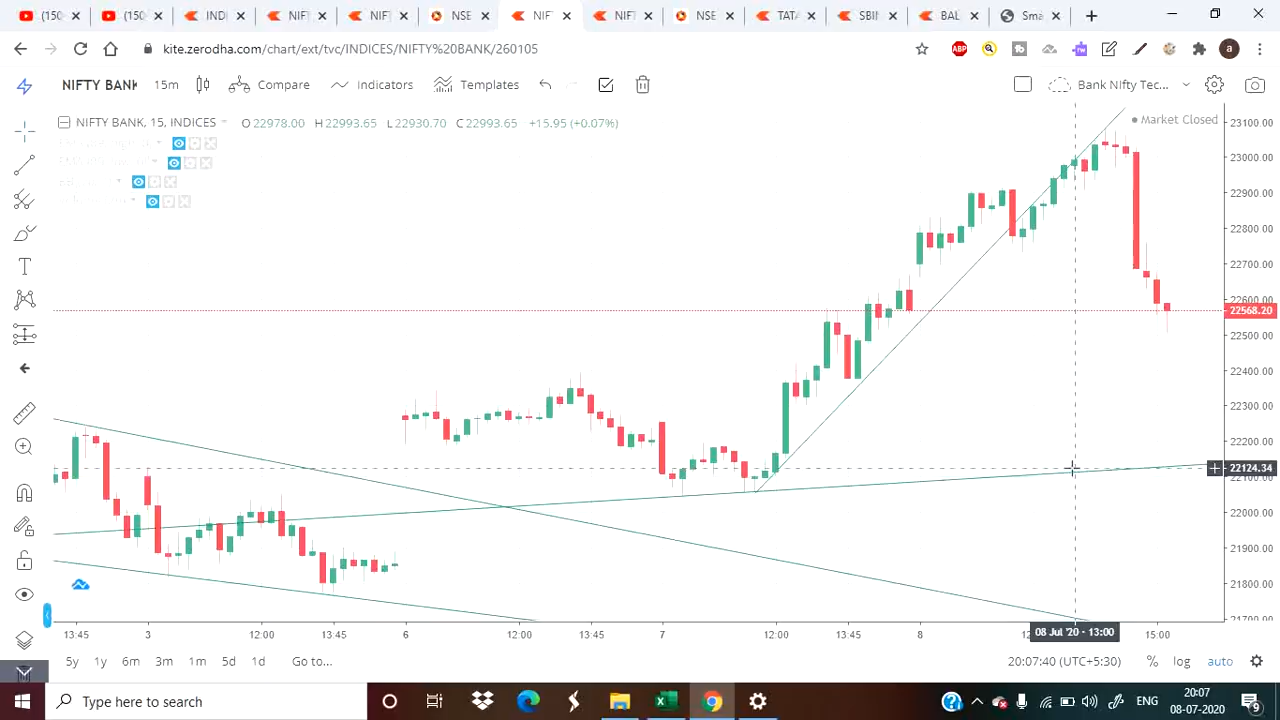 (150 (150 IND NIFT NIFT NSE NIF NIFT NSE TATA SBIN BAL Sma
kite.zerodha.com/chart/ext/tvc/INDICES/NIFTY%20BANK/260105
ABP
a
NIFTY BANK 15m Compare Indicators Templates Bank NIfty Tec...
NIFTY BANK, 15, INDICES O 22978.00 H 22993.65 L 22930.70 C 22993.65 +15.95 (+0.07%)
Market Closed
23100.00
23000.00
22900.00
22800.00
22700.00
22600.00
22568.20
22500.00
22400.00
22300.00
22200.00
22124.34
22100.00
22000.00
21900.00
21800.00
21700.00
13:45 3 12:00 13:45 6 12:00 13:45 7 12:00 13:45 8 08 Jul '20 - 13:00 15:00
5y 1y 6m 3m 1m 5d 1d Go to... 20:07:40 (UTC+5:30) % log auto
Type here to search
ENG
20:07
08-07-2020
9